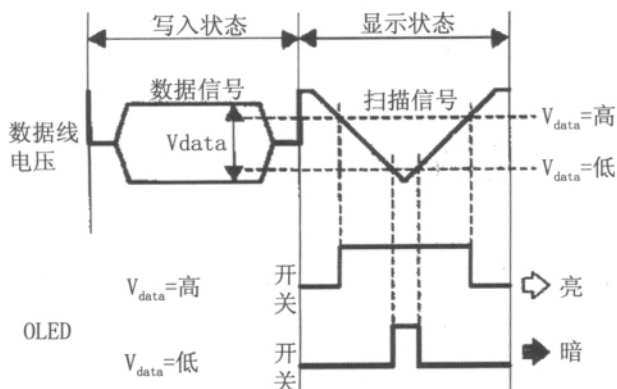 写入状态 显示状态
数据信号 扫描信号
数据线
电压
Vdata
Vdata=高
Vdata=低
Vdata=高 开
关
亮
OLED
Vdata=低 开
关
暗